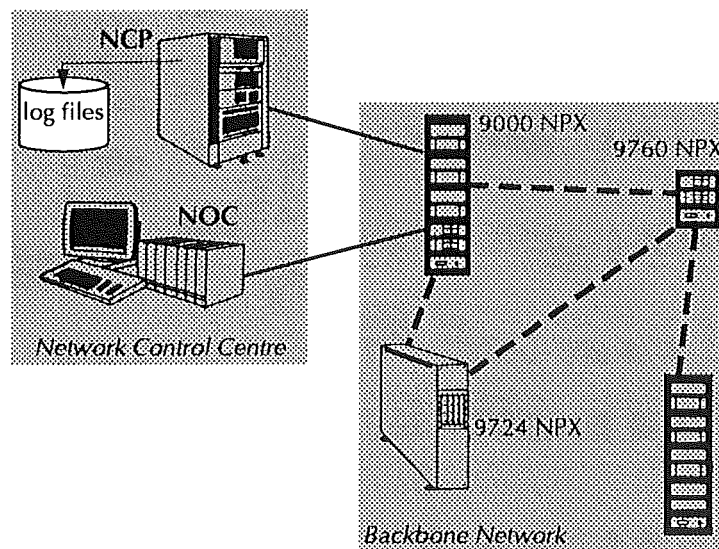 NCP
log files
NOC
Network Control Centre
9000 NPX
9760 NPX
9724 NPX
Backbone Network